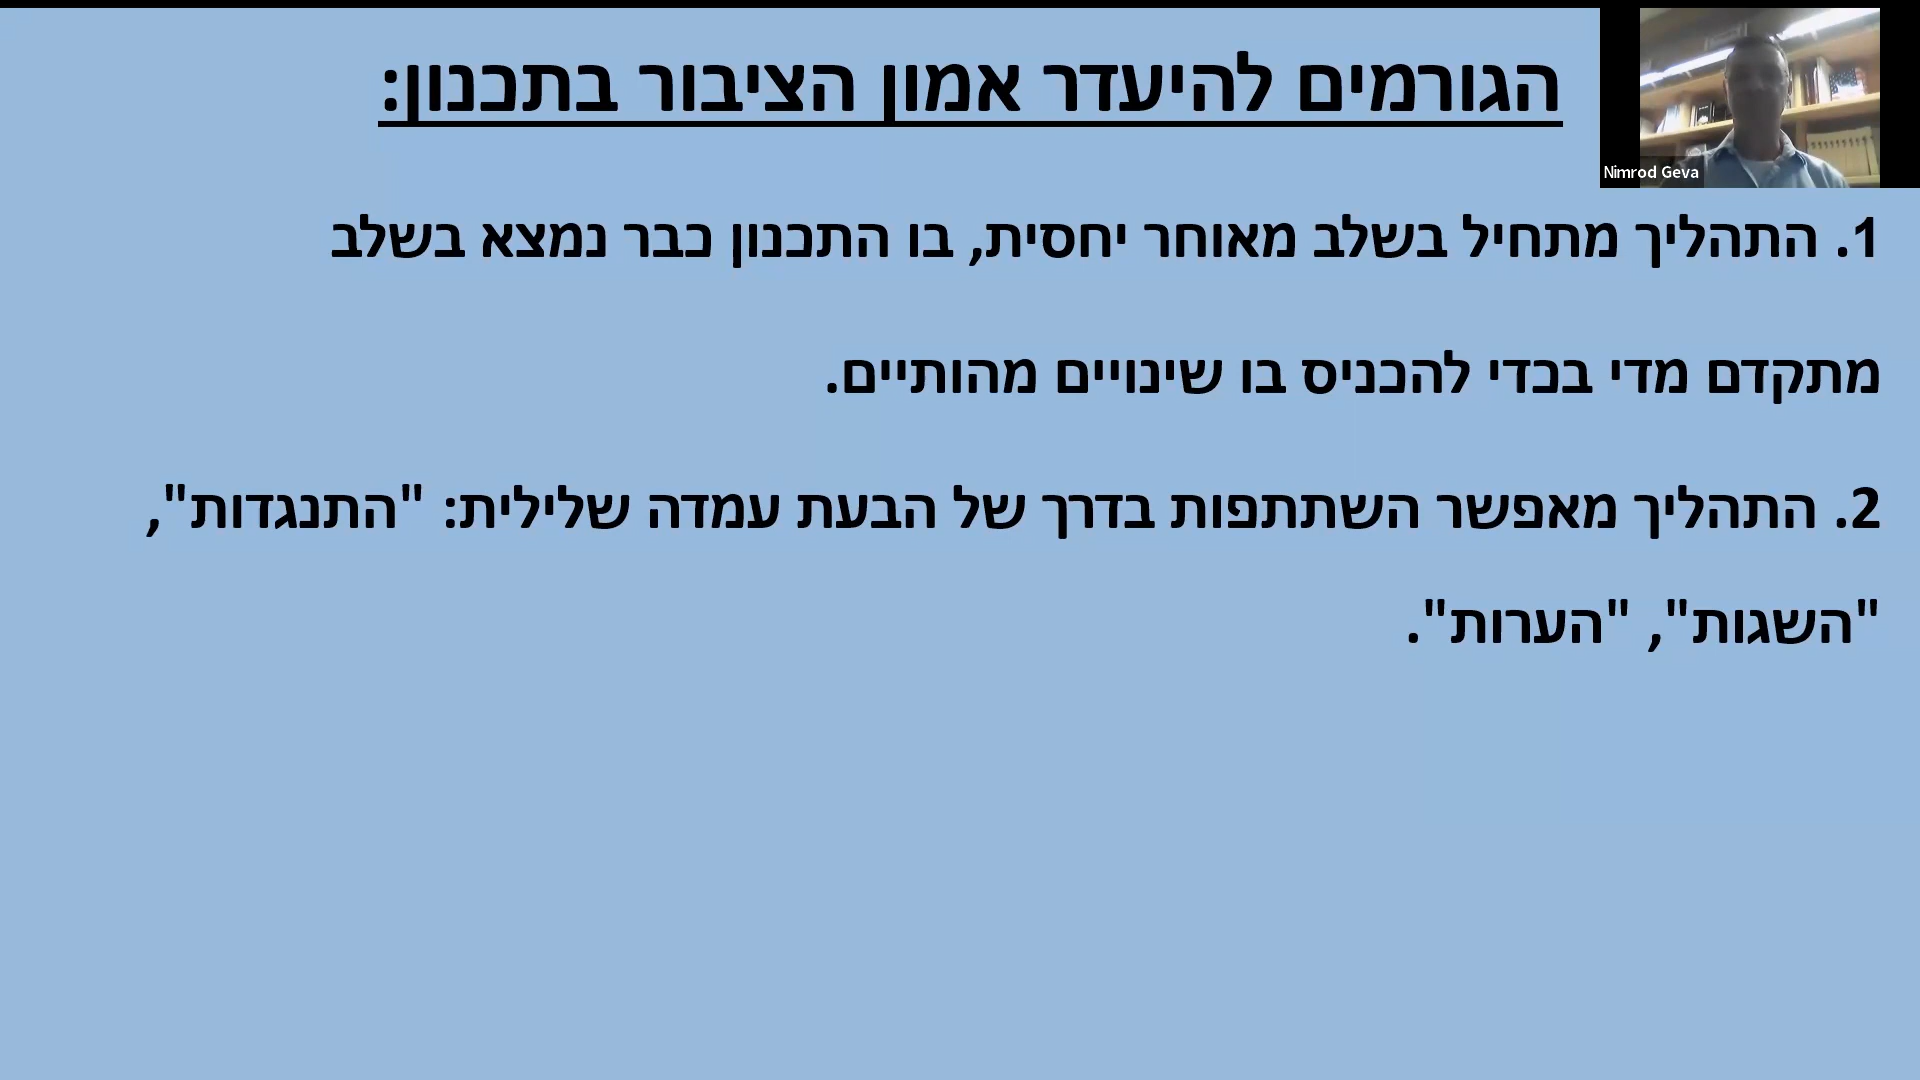 הגורמים להיעדר אמון הציבור בתכנון:
Nimrod Geva
1. התהליך מתחיל בשלב מאוחר יחסית, בו התכנון כבר נמצא בשלב
מתקדם מדי בכדי להכניס בו שינויים מהותיים.
2. התהליך מאפשר השתתפות בדרך של הבעת עמדה שלילית: "התנגדות",
"השגות", "הערות".